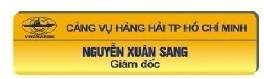 CẢNG VỤ HÀNG HẢI TP HỒ CHÍ MINH
NGUYỄN XUÂN SANG
Giám đốc